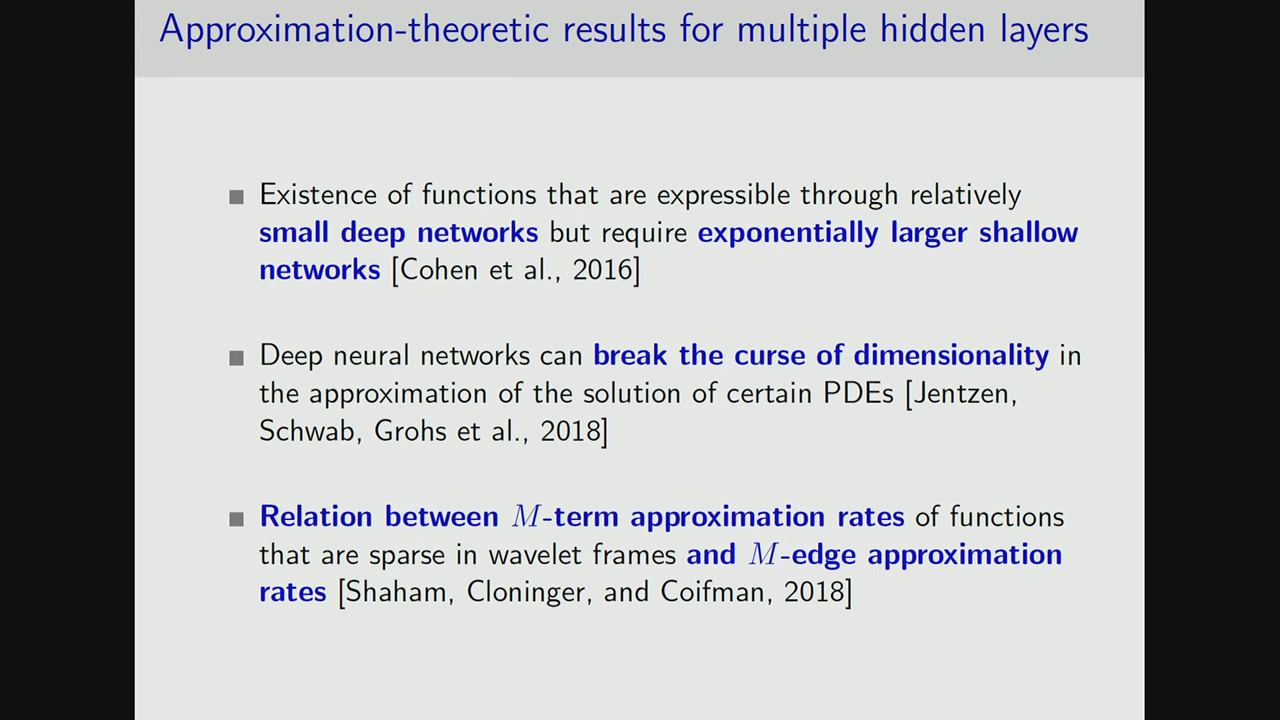 Approximation-theoretic results for multiple hidden layers
Existence of functions that are expressible through relatively
small deep networks but require exponentially larger shallow
networks [Cohen et al., 2016]
Deep neural networks can break the curse of dimensionality in
the approximation of the solution of certain PDEs [Jentzen,
Schwab, Grohs et al., 2018]
Relation between M-term approximation rates of functions
that are sparse in wavelet frames and M-edge approximation
rates [Shaham, Cloninger, and Coifman, 2018]